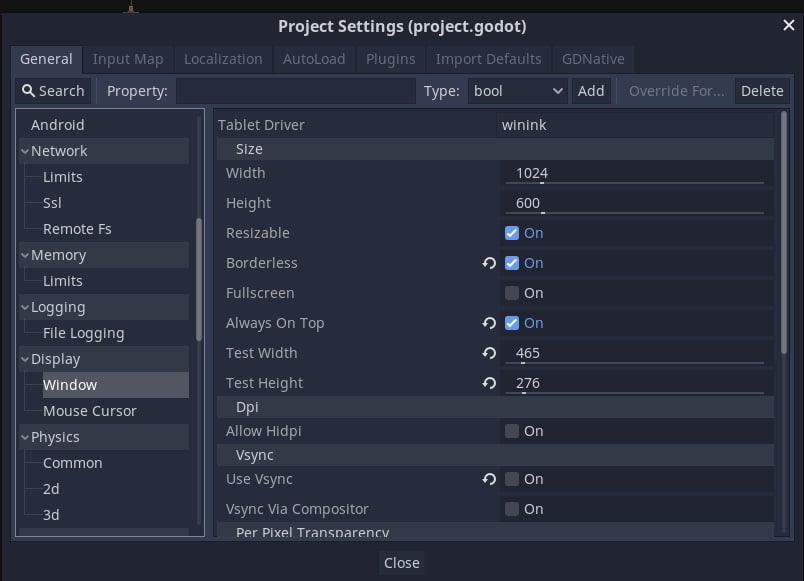 Project Settings (project.godot)
General Input Map Localization AutoLoad Plugins Import Defaults GDNative
Search Property: Type: bool Add Override For... Delete
Android
Network
Limits
Ssl
Remote Fs
Memory
Limits
Logging
File Logging
Display
Window
Mouse Cursor
Physics
Common
2d
3d
Tablet Driver winink
Size
Width 1024
Height 600
Resizable On
Borderless On
Fullscreen On
Always On Top On
Test Width 465
Test Height 276
Dpi
Allow Hidpi On
Vsync
Use Vsync On
Vsync Via Compositor On
Per Pixel Transparency
Close